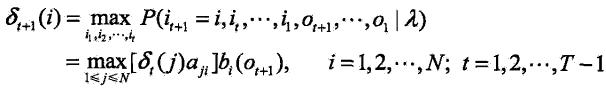 δ_{t+1}(i) = max_{i_1,i_2,⋯,i_t} P(i_{t+1} = i, i_t, ⋯, i_1, o_{t+1}, ⋯, o_1 | λ)
= max_{1≤j≤N} [δ_t(j)a_{ji}]b_i(o_{t+1}), i = 1, 2, ⋯, N; t = 1, 2, ⋯, T − 1